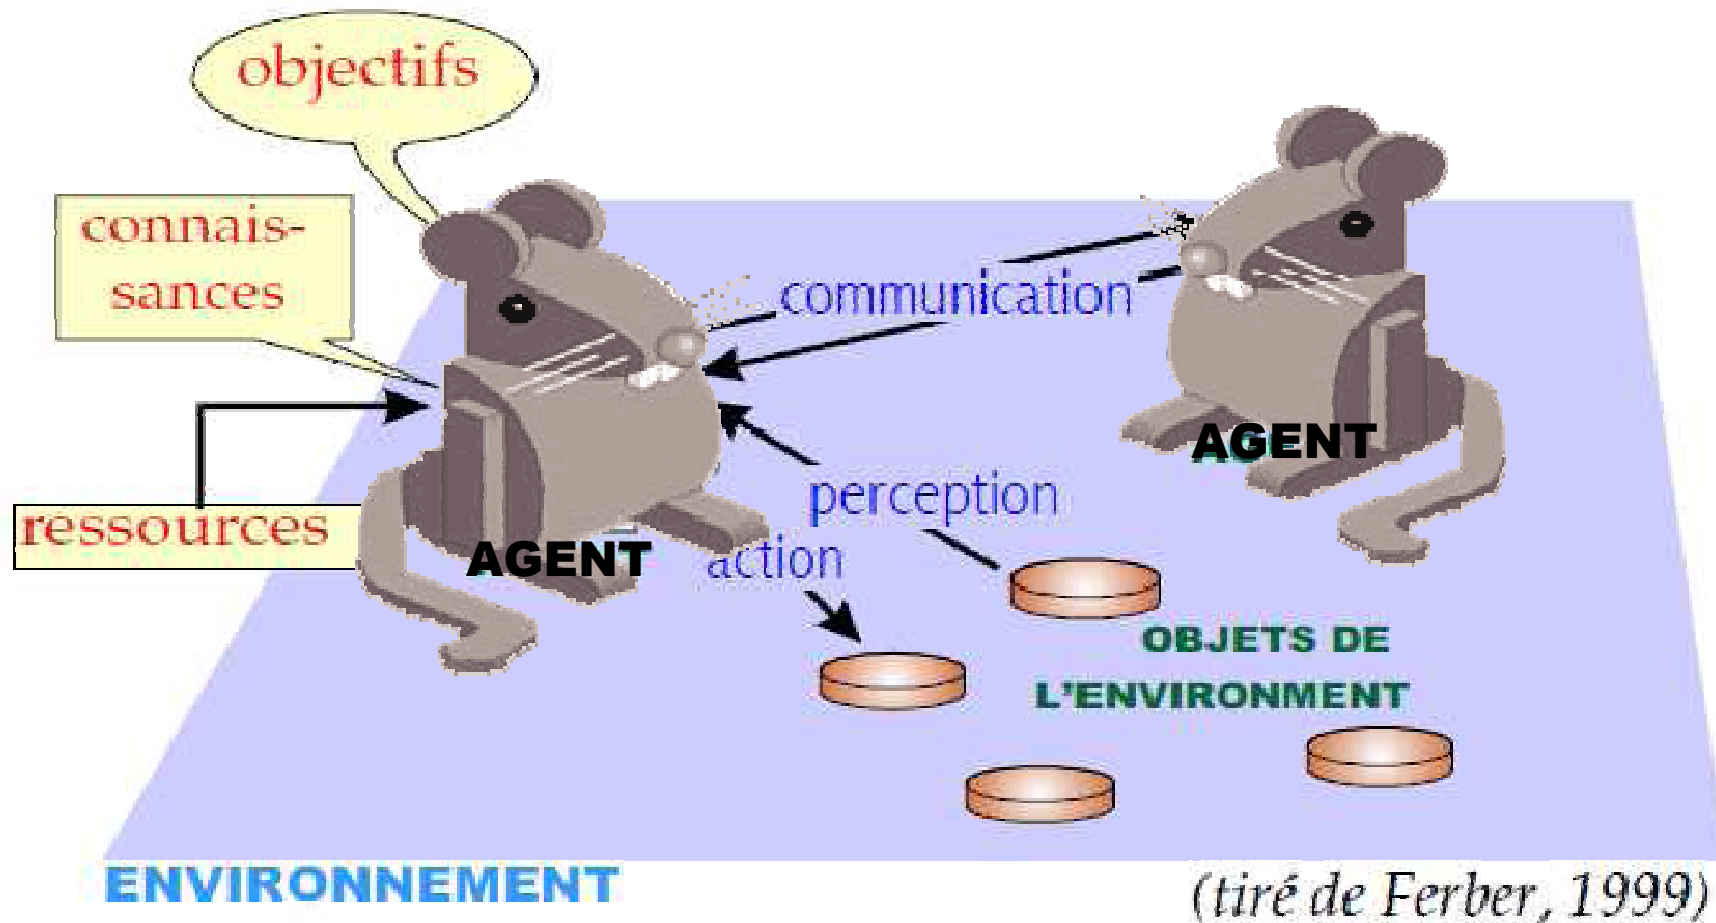 objectifs
connais-
sances
communication
AGENT
perception
ressources
AGENT
action
OBJETS DE
L'ENVIRONMENT
ENVIRONNEMENT
(tiré de Ferber, 1999)